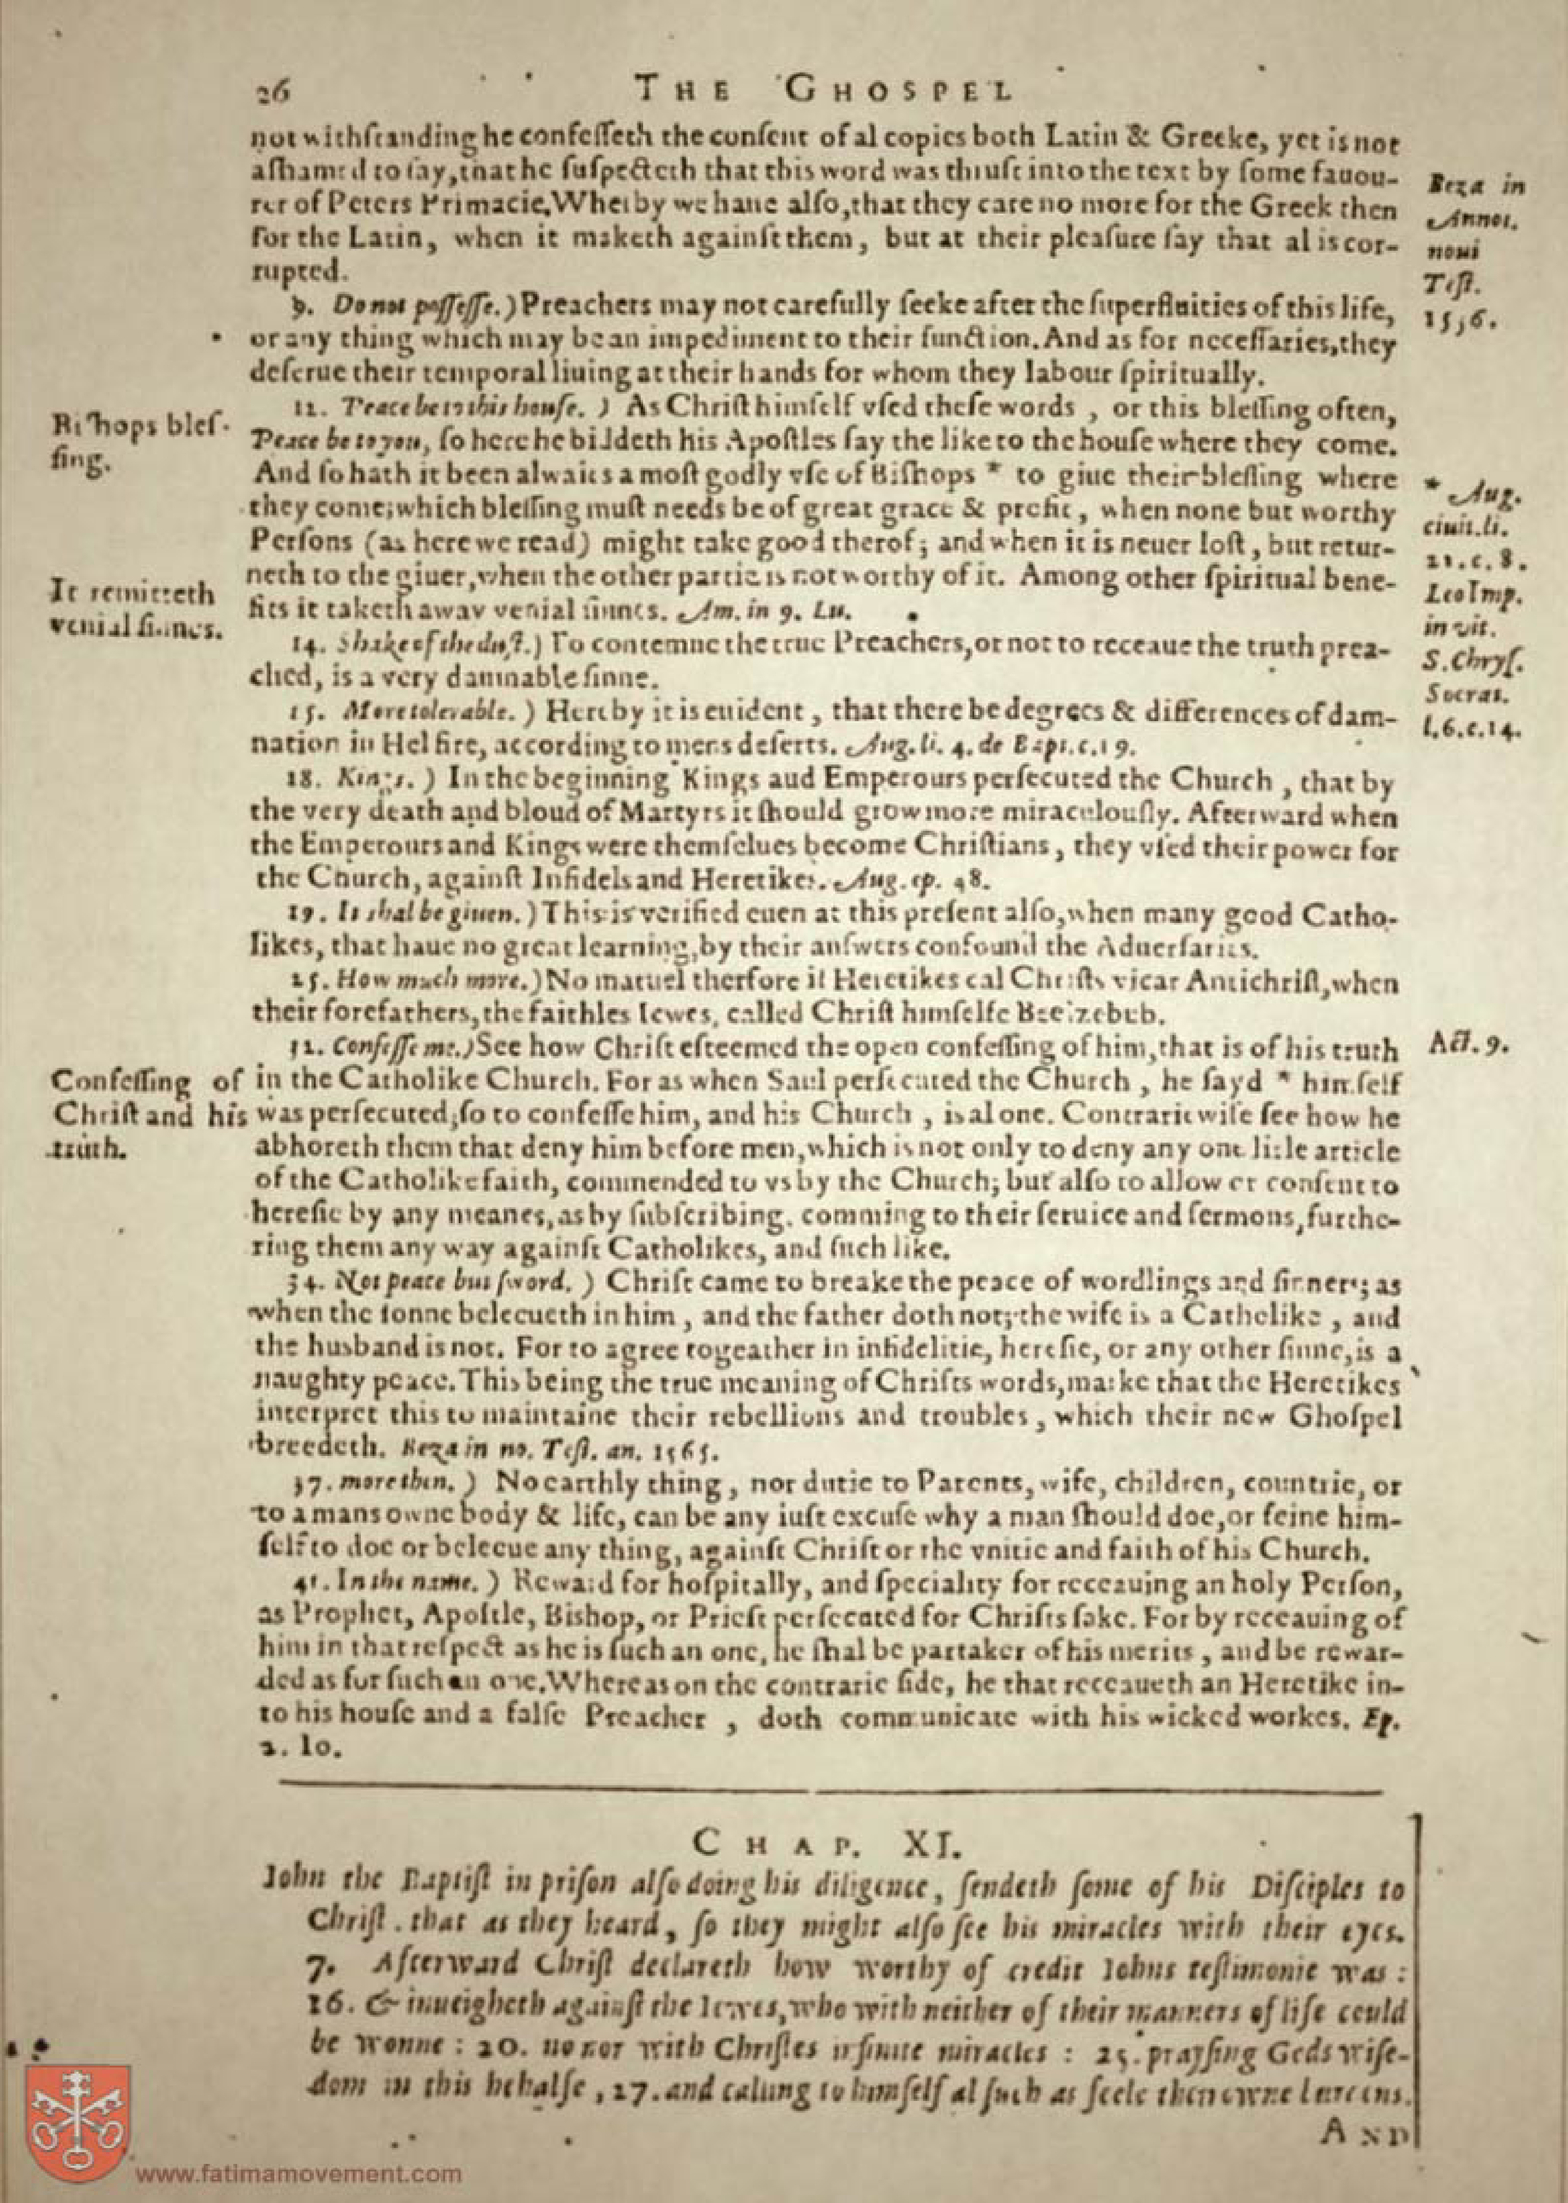 26 THE GHOSPEL
notwithſtanding he confeſſeth the conſent of al copies both Latin & Greeke, yet is not
aſhamed to ſay, that he ſuſpecteth that this word was thruſt into the text by ſome fauou-
rer of Peters Primacie. Wherby we haue alſo, that they care no more for the Greek then
for the Latin, when it maketh againſt them, but at their pleaſure ſay that al is cor-
rupted.
Beza in
Annot.
noui
Teſt.
1556.
9. Do not poſſeſſe.) Preachers may not carefully ſeeke after the ſuperfluities of this life,
or any thing which may be an impediment to their function. And as for neceſſaries, they
deſerue their temporal liuing at their hands for whom they labour ſpiritually.
Biſhops bleſ-
ſing.
12. Peace be to this houſe. ) As Chriſt himſelf vſed theſe words, or this bleſſing often,
Peace be to you, ſo here he biddeth his Apoſtles ſay the like to the houſe where they come.
And ſo hath it been alwaies a moſt godly vſe of Biſhops * to giue their bleſſing where
they come; which bleſſing muſt needs be of great grace & profit, when none but worthy
Perſons (as here we read) might take good therof; and when it is neuer loſt, but retur-
neth to the giuer, when the other partie is not worthy of it. Among other ſpiritual bene-
fits it taketh away venial ſinnes. Am. in 9. Lu.
* Aug.
ciuit. li.
22. c. 8.
Leo Imp.
in vit.
S. Chryſ.
Socrat.
l. 6. c. 14.
It remitteth
venial ſinnes.
14. Shake of the duſt.) To contemne the true Preachers, or not to receaue the truth prea-
ched, is a very damnable ſinne.
15. More tolerable. ) Hereby it is euident, that there be degrees & differences of dam-
nation in Hel fire, according to mens deſerts. Aug. li. 4. de Bapt. c. 19.
18. Kings. ) In the beginning Kings aud Emperours perſecuted the Church, that by
the very death and bloud of Martyrs it ſhould grow more miraculouſly. Afterward when
the Emperours and Kings were themſelues become Chriſtians, they vſed their power for
the Church, againſt Infidels and Heretikes. Aug. ep. 48.
19. It ſhal be giuen. ) This is verified euen at this preſent alſo, when many good Catho-
likes, that haue no great learning, by their anſwers confound the Aduerſaries.
25. How much more.) No maruel therfore if Heretikes cal Chriſts vicar Antichriſt, when
their forefathers, the faithles Iewes, called Chriſt himſelfe Beelzebub.
32. Confeſſe me.) See how Chriſt eſteemed the open confeſſing of him, that is of his truth
in the Catholike Church. For as when Saul perſecuted the Church, he ſayd * himſelf
was perſecuted; ſo to confeſſe him, and his Church, is al one. Contrariewiſe ſee how he
abhoreth them that deny him before men, which is not only to deny any one litle article
of the Catholike faith, commended to vs by the Church; but alſo to allow or conſent to
hereſie by any meanes, as by ſubſcribing, comming to their ſeruice and ſermons, furthe-
ring them any way againſt Catholikes, and ſuch like.
Act. 9.
Confeſſing of
Chriſt and his
truth.
34. Not peace but ſword. ) Chriſt came to breake the peace of wordlings and ſinners; as
when the ſonne beleeueth in him, and the father doth not; the wife is a Catholike, and
the husband is not. For to agree togeather in infidelitie, hereſie, or any other ſinne, is a
naughty peace. This being the true meaning of Chriſts words, marke that the Heretikes
interpret this to maintaine their rebellions and troubles, which their new Ghoſpel
breedeth. Beza in no. Teſt. an. 1565.
37. more then. ) No earthly thing, nor dutie to Parents, wife, children, countrie, or
to a mans owne body & life, can be any iuſt excuſe why a man ſhould doe, or feine him-
ſelf to doe or beleeue any thing, againſt Chriſt or the vnitie and faith of his Church.
41. In the name. ) Reward for hoſpitally, and ſpeciality for receauing an holy Perſon,
as Prophet, Apoſtle, Bishop, or Prieſt perſecuted for Chriſts ſake. For by receauing of
him in that reſpect as he is ſuch an one, he ſhal be partaker of his merits, and be rewar-
ded as for ſuch an one. Whereas on the contrarie ſide, he that receaueth an Heretike in-
to his houſe and a falſe Preacher, doth communicate with his wicked workes. Ep.
2. Io.
CHAP. XI.
Iohn the Baptiſt in priſon alſo doing his diligence, ſendeth ſome of his Diſciples to
Chriſt. that as they heard, ſo they might alſo ſee his miracles with their eyes.
7. Afterward Chriſt declareth how worthy of credit Iohns teſtimonie was:
16. & inueigheth againſt the Iewes, who with neither of their manners of life could
be wonne: 20. no nor with Chriſtes infinite miracles: 25. prayſing Gods wiſe-
dom in this behalfe, 27. and calling to himſelf al ſuch as feele their owne burdens.
AND
www.fatimamovement.com